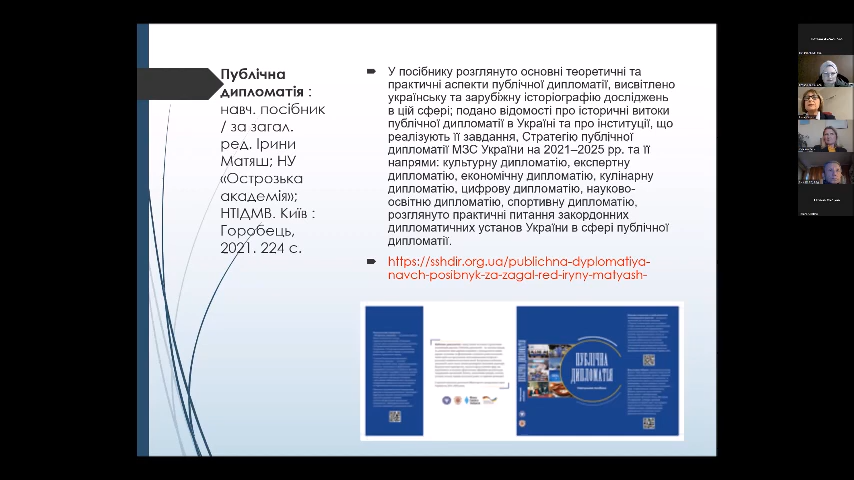 Публічна
дипломатія :
навч. посібник
/ за загал.
ред. Ірини
Матяш; НУ
«Острозька
академія»;
НТІДМВ. Київ :
Горобець,
2021. 224 с.
У посібнику розглянуто основні теоретичні та
практичні аспекти публічної дипломатії, висвітлено
українську та зарубіжну історіографію досліджень
в цій сфері; подано відомості про історичні витоки
публічної дипломатії в Україні та про інституції, що
реалізують її завдання, Стратегію публічної
дипломатії МЗС України на 2021–2025 рр. та її
напрями: культурну дипломатію, експертну
дипломатію, економічну дипломатію, кулінарну
дипломатію, цифрову дипломатію, науково-
освітню дипломатію, спортивну дипломатію,
розглянуто практичні питання закордонних
дипломатичних установ України в сфері публічної
дипломатії.
https://sshdir.org.ua/publichna-dyplomatiya-
navch-posibnyk-za-zagal-red-iryny-matyash-
ПУБЛІЧНА
ДИПЛОМАТІЯ